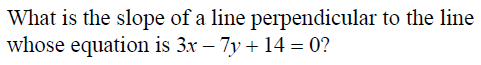 What is the slope of a line perpendicular to the line
whose equation is 3x – 7y + 14 = 0?